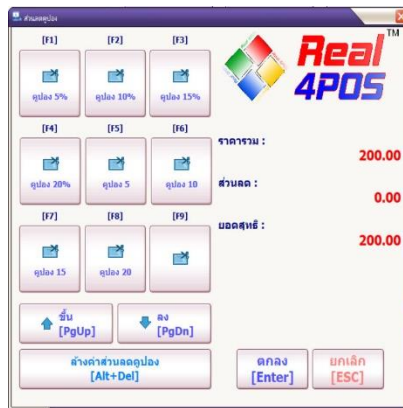 ส่วนลดคูปอง
[F1] [F2] [F3]
คูปอง 5% คูปอง 10% คูปอง 15%
[F4] [F5] [F6]
คูปอง 20% คูปอง 5 คูปอง 10
[F7] [F8] [F9]
คูปอง 15 คูปอง 20
ขึ้น
[PgUp]
ลง
[PgDn]
ล้างค่าส่วนลดคูปอง
[Alt+Del]
Real TM
4POS
ราคารวม :
200.00
ส่วนลด :
0.00
ยอดสุทธิ :
200.00
ตกลง
[Enter]
ยกเลิก
[ESC]